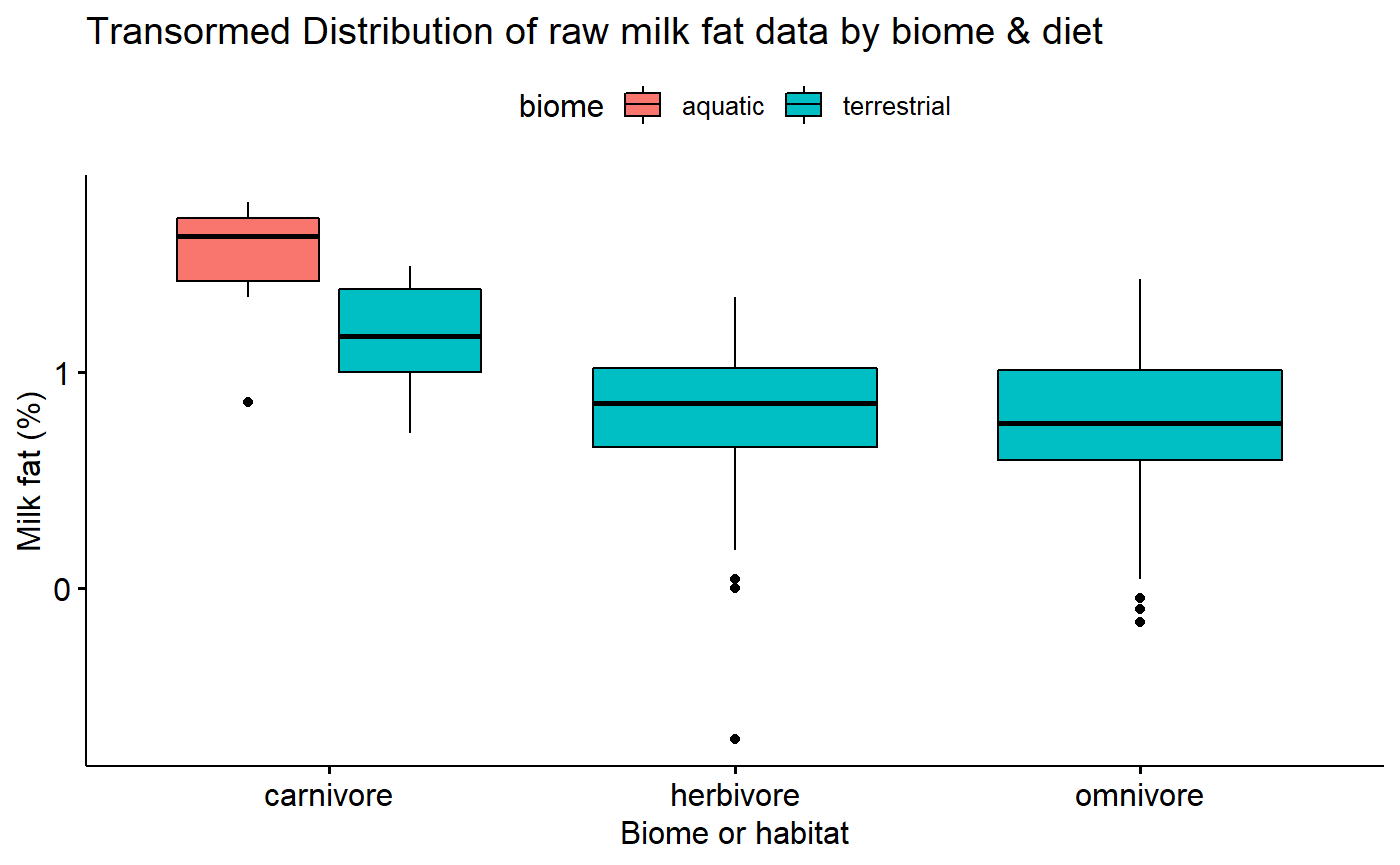 Transormed Distribution of raw milk fat data by biome & diet
biome aquatic terrestrial
1
Milk fat (%)
0
carnivore herbivore omnivore
Biome or habitat